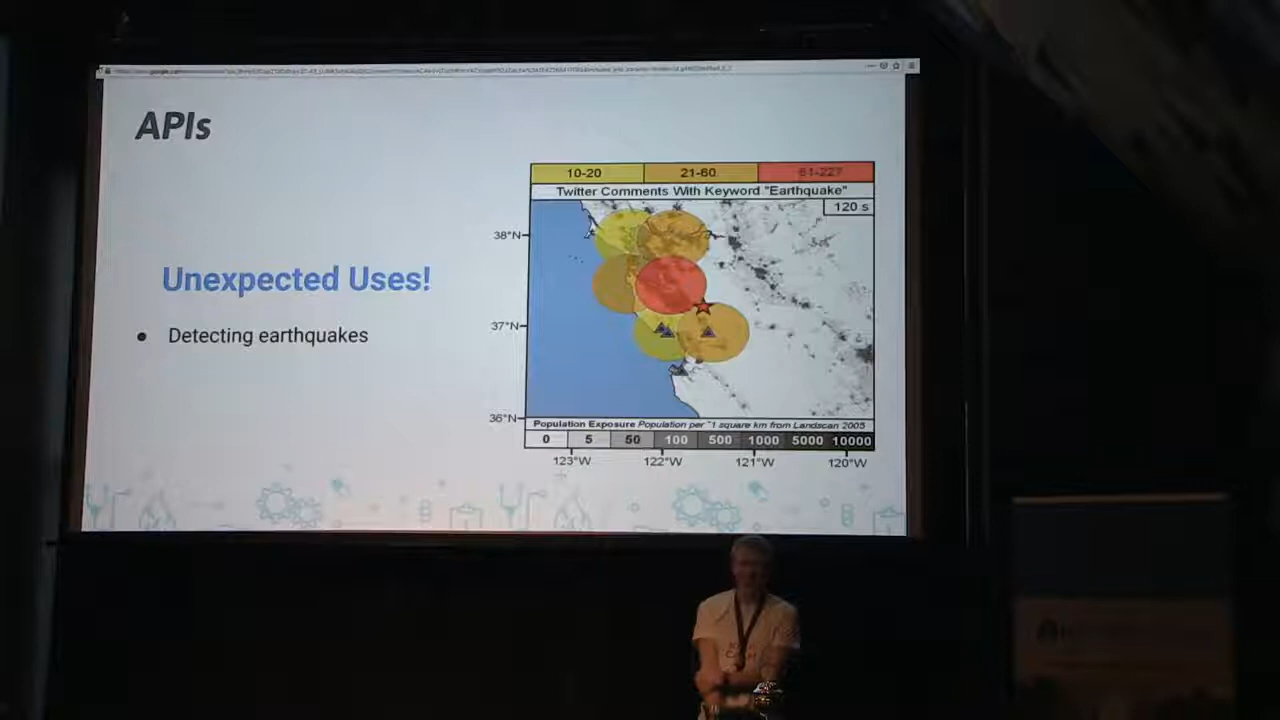 APIs
Unexpected Uses!
● Detecting earthquakes
10-20 21-60 61-227
Twitter Comments With Keyword "Earthquake"
120 s
38°N
37°N
36°N
Population Exposure Population per ~1 square km from Landscan 2005
0 5 50 100 500 1000 5000 10000
123°W 122°W 121°W 120°W